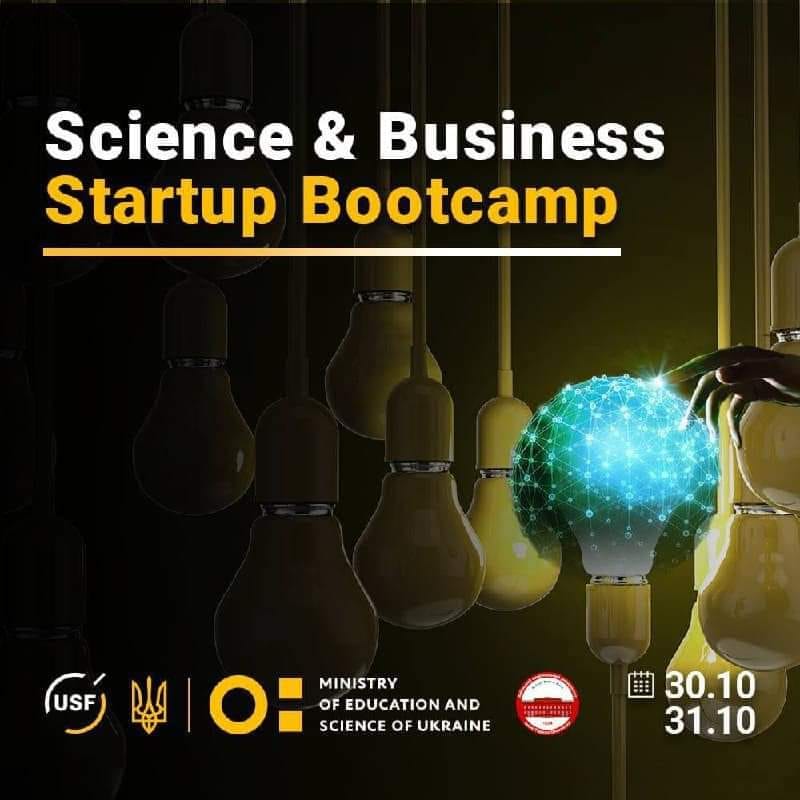 Science & Business
Startup Bootcamp
USF
MINISTRY
OF EDUCATION AND
SCIENCE OF UKRAINE
30.10
31.10